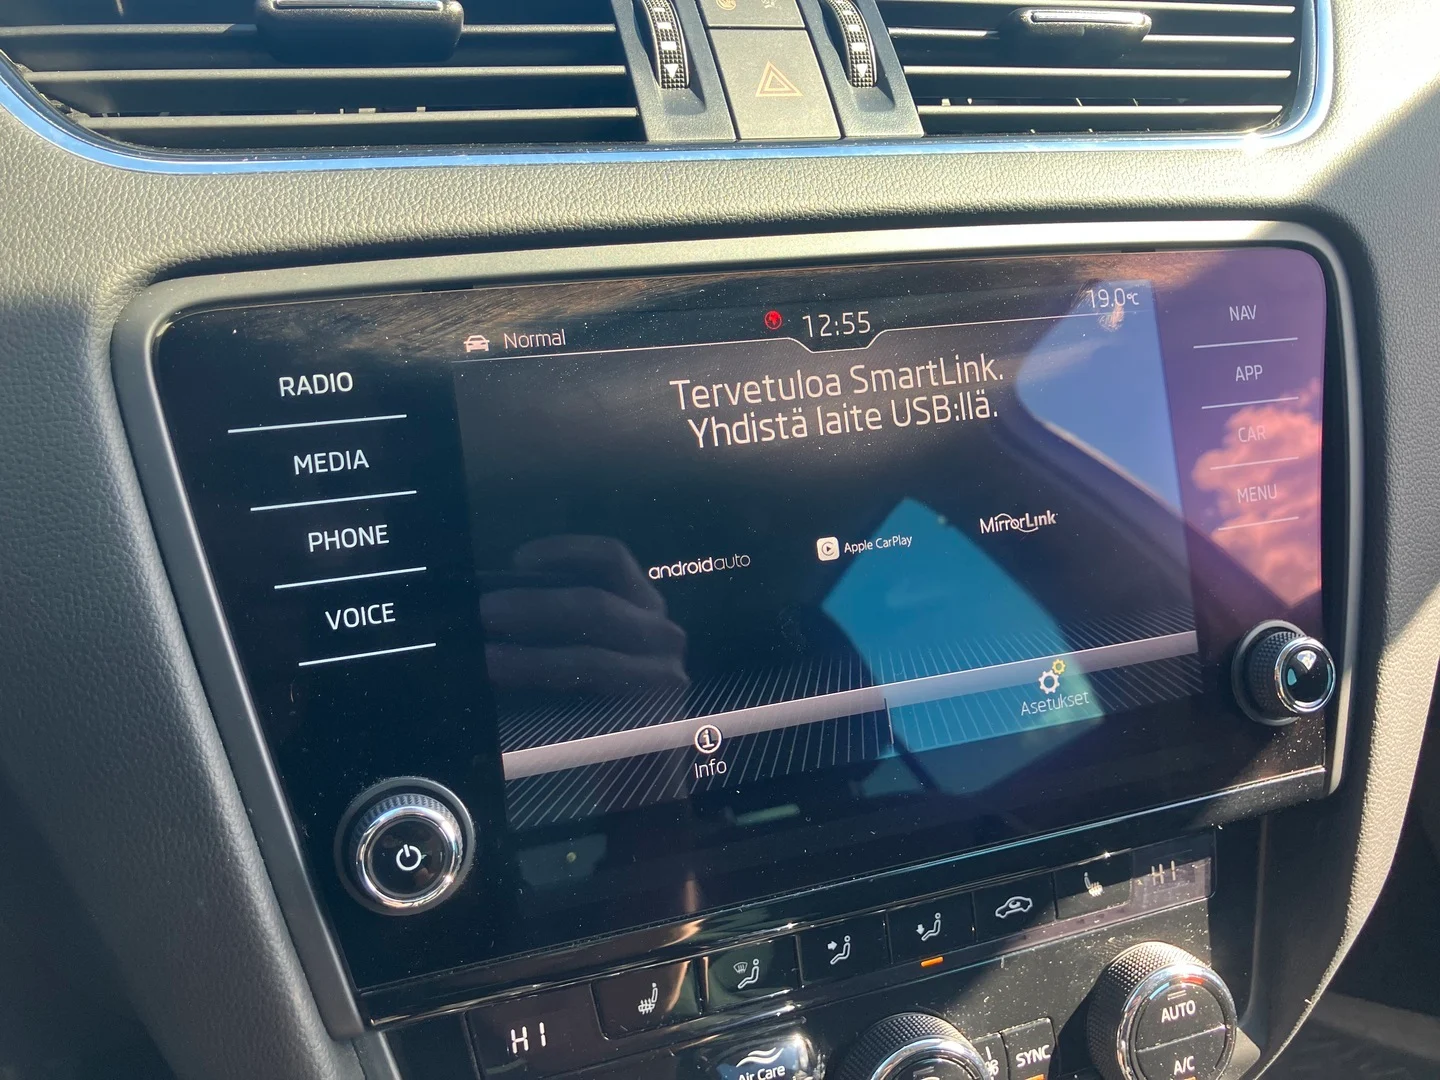 Normal
12:55
19.0°C
Tervetuloa SmartLink.
Yhdistä laite USB:llä.
RADIO
MEDIA
PHONE
VOICE
NAV
APP
CAR
MENU
androidauto
Apple CarPlay
MirrorLink
Info
Asetukset
HI
HI
Air Care
SYNC
AUTO
A/C